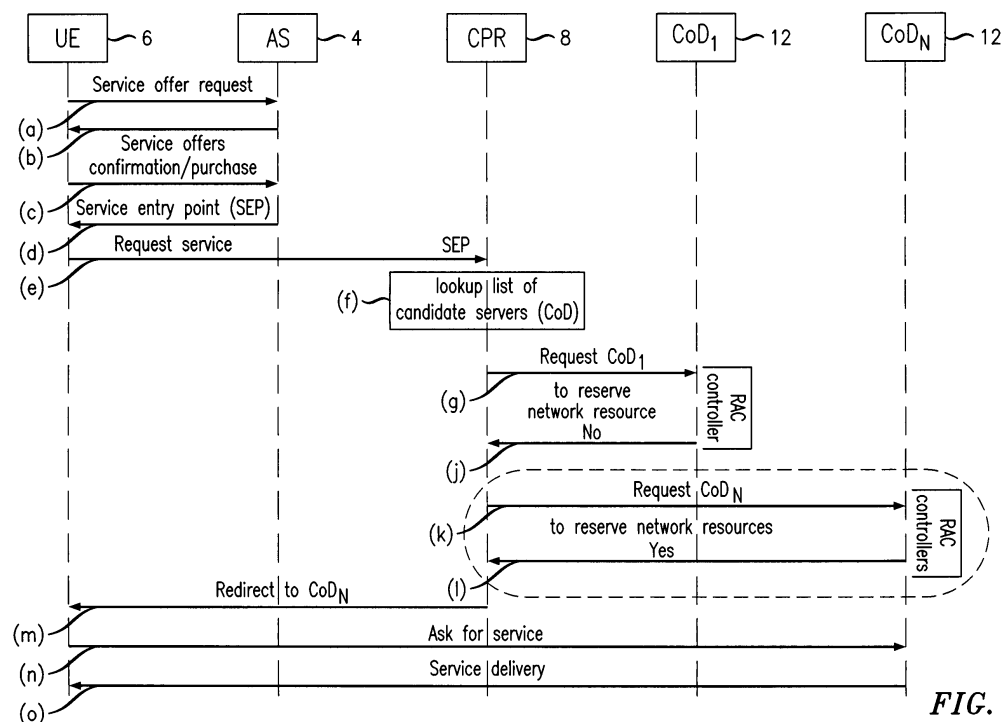 UE 6
AS 4
CPR 8
CoD1 12
CoDN 12
Service offer request
(a)
(b)
Service offers
confirmation/purchase
(c)
Service entry point (SEP)
(d)
Request service SEP
(e)
(f)
lookup list of
candidate servers (CoD)
Request CoD1
(g)
to reserve
network resource
No
(j)
RAC
controller
Request CoDN
(k)
to reserve network resources
Yes
(l)
RAC
controllers
Redirect to CoDN
(m)
Ask for service
(n)
Service delivery
(o)
FIG.